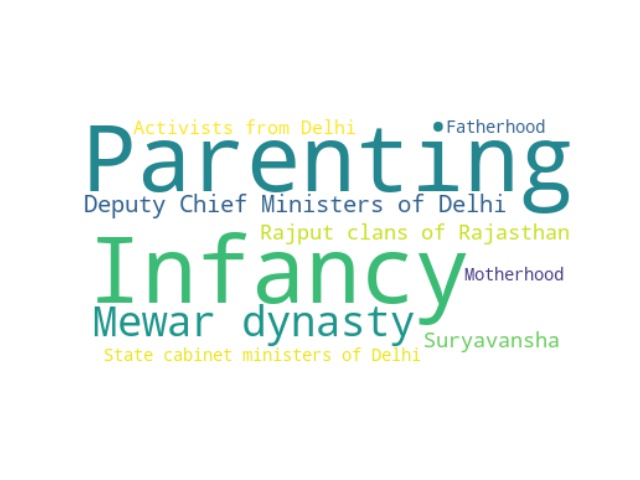 Activists from Delhi
Fatherhood
Parenting
Deputy Chief Ministers of Delhi
Rajput clans of Rajasthan
Infancy
Motherhood
Mewar dynasty
Suryavansha
State cabinet ministers of Delhi